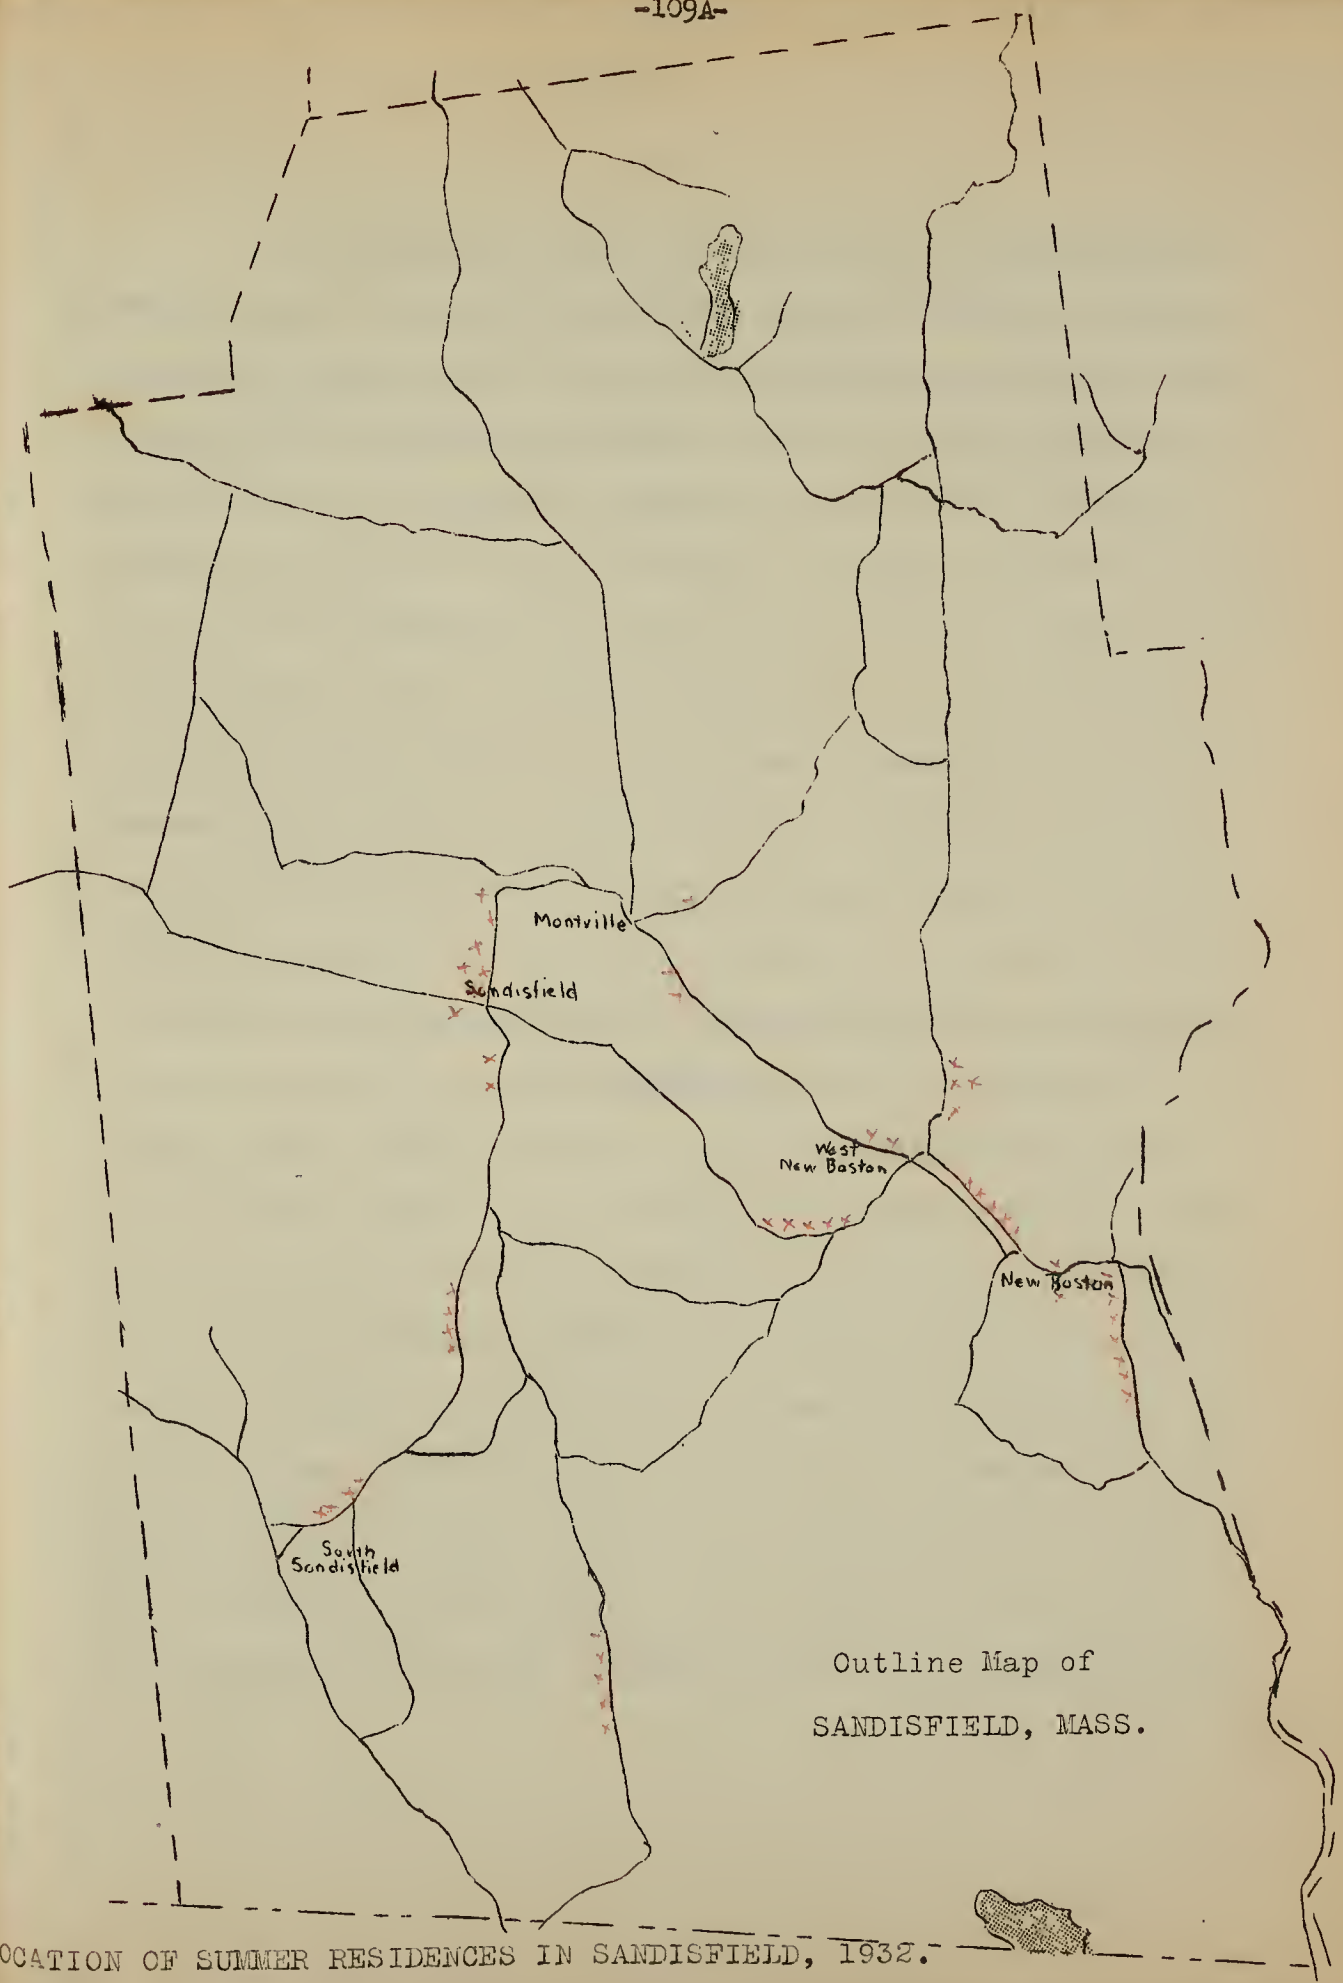 -109A-
Montville
Sandisfield
West
New Boston
New Boston
South
Sandisfield
Outline Map of
SANDISFIELD, MASS.
OCATION OF SUMMER RESIDENCES IN SANDISFIELD, 1932.